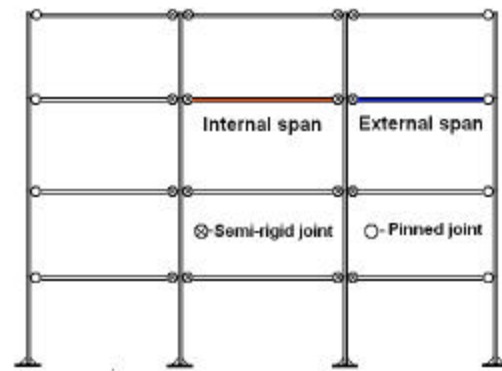 Internal span
External span
⊗-Semi-rigid joint
○-Pinned joint